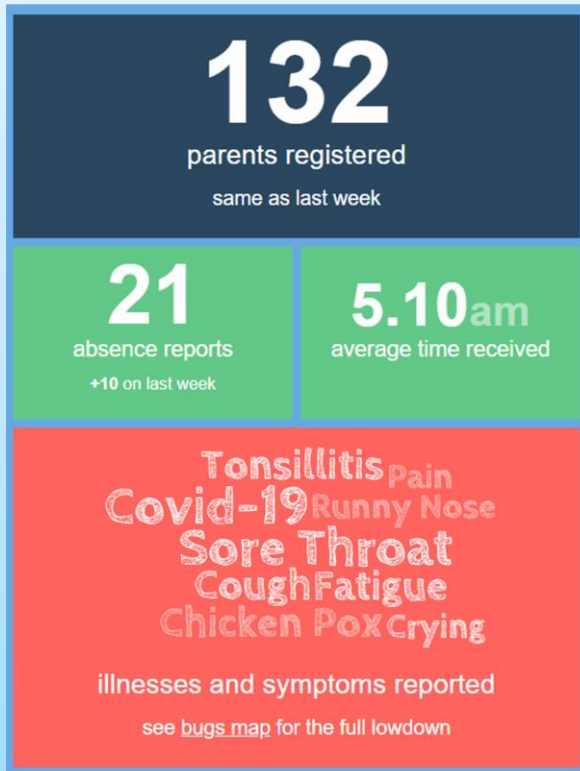 132
parents registered
same as last week
21
absence reports
+10 on last week
5.10am
average time received
Tonsillitis Pain
Covid-19 Runny Nose
Sore Throat
Cough Fatigue
Chicken Pox Crying
illnesses and symptoms reported
see bugs map for the full lowdown